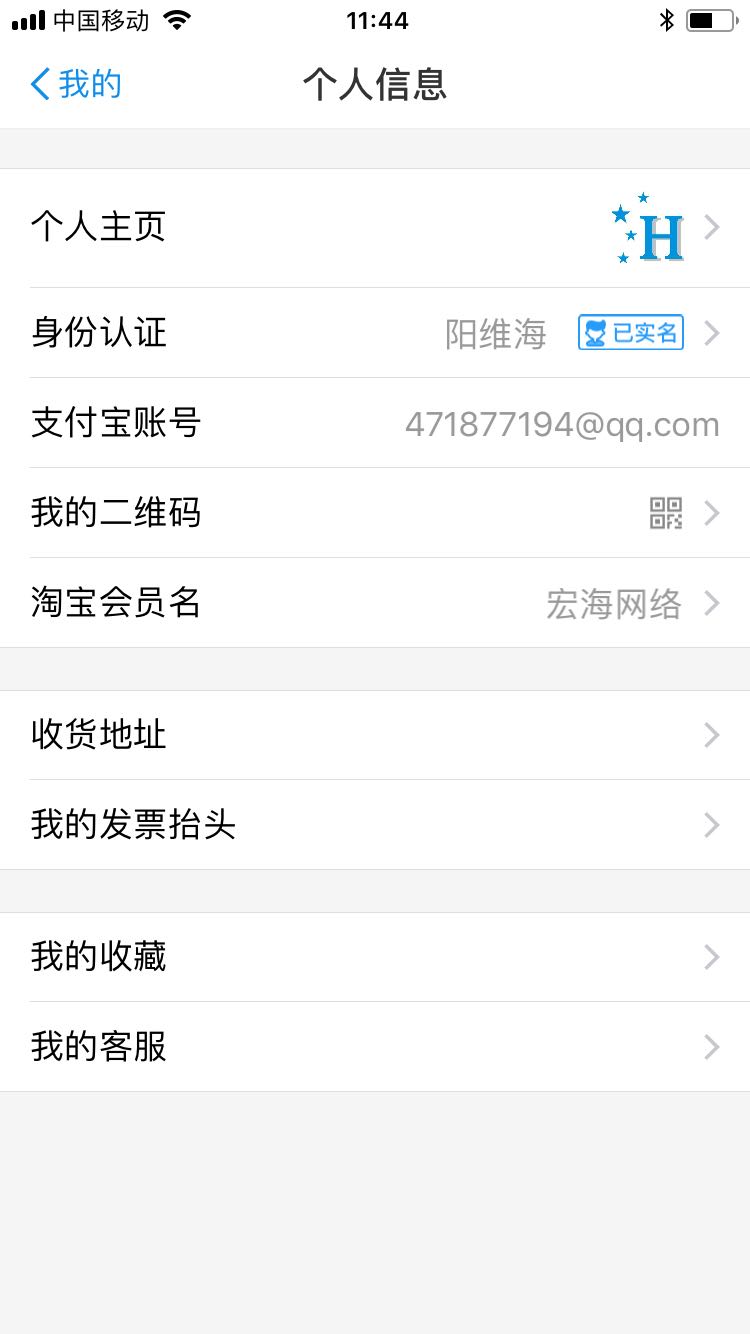 中国移动 11:44
我的 个人信息
个人主页 H
身份认证 阳维海 已实名
支付宝账号 471877194@qq.com
我的二维码
淘宝会员名 宏海网络
收货地址
我的发票抬头
我的收藏
我的客服